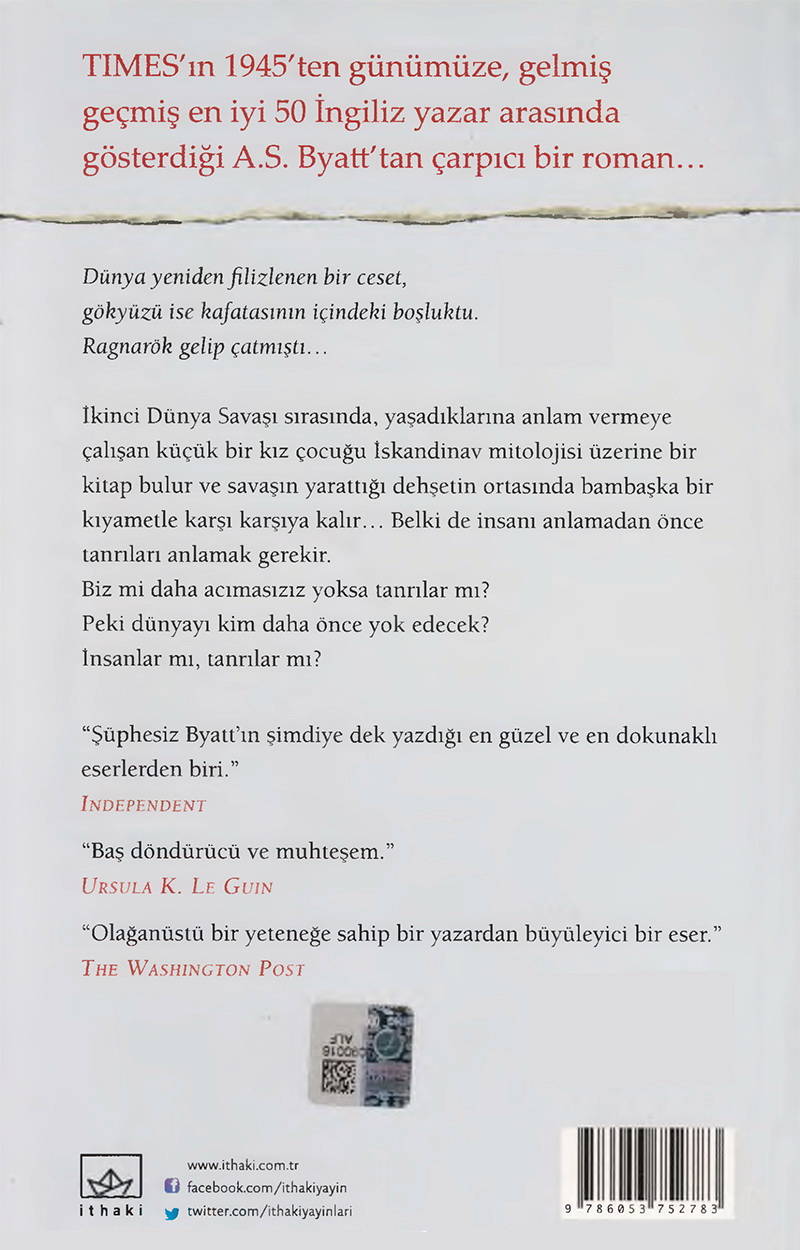 TIMES'ın 1945'ten günümüze, gelmiş
geçmiş en iyi 50 İngiliz yazar arasında
gösterdiği A.S. Byatt'tan çarpıcı bir roman...
Dünya yeniden filizlenen bir ceset,
gökyüzü ise kafatasının içindeki boşluktu.
Ragnarök gelip çatmıştı...
İkinci Dünya Savaşı sırasında, yaşadıklarına anlam vermeye
çalışan küçük bir kız çocuğu İskandinav mitolojisi üzerine bir
kitap bulur ve savaşın yarattığı dehşetin ortasında bambaşka bir
kıyametle karşı karşıya kalır... Belki de insanı anlamadan önce
tanrıları anlamak gerekir.
Biz mi daha acımasızız yoksa tanrılar mı?
Peki dünyayı kim daha önce yok edecek?
İnsanlar mı, tanrılar mı?
“Şüphesiz Byatt'ın şimdiye dek yazdığı en güzel ve en dokunaklı
eserlerden biri.”
INDEPENDENT
“Baş döndürücü ve muhteşem.”
URSULA K. LE GUIN
“Olağanüstü bir yeteneğe sahip bir yazardan büyüleyici bir eser.”
THE WASHINGTON POST
ALF
www.ithaki.com.tr
facebook.com/ithakiyayin
twitter.com/ithakiyayinlari
ithaki
9 786053 752783